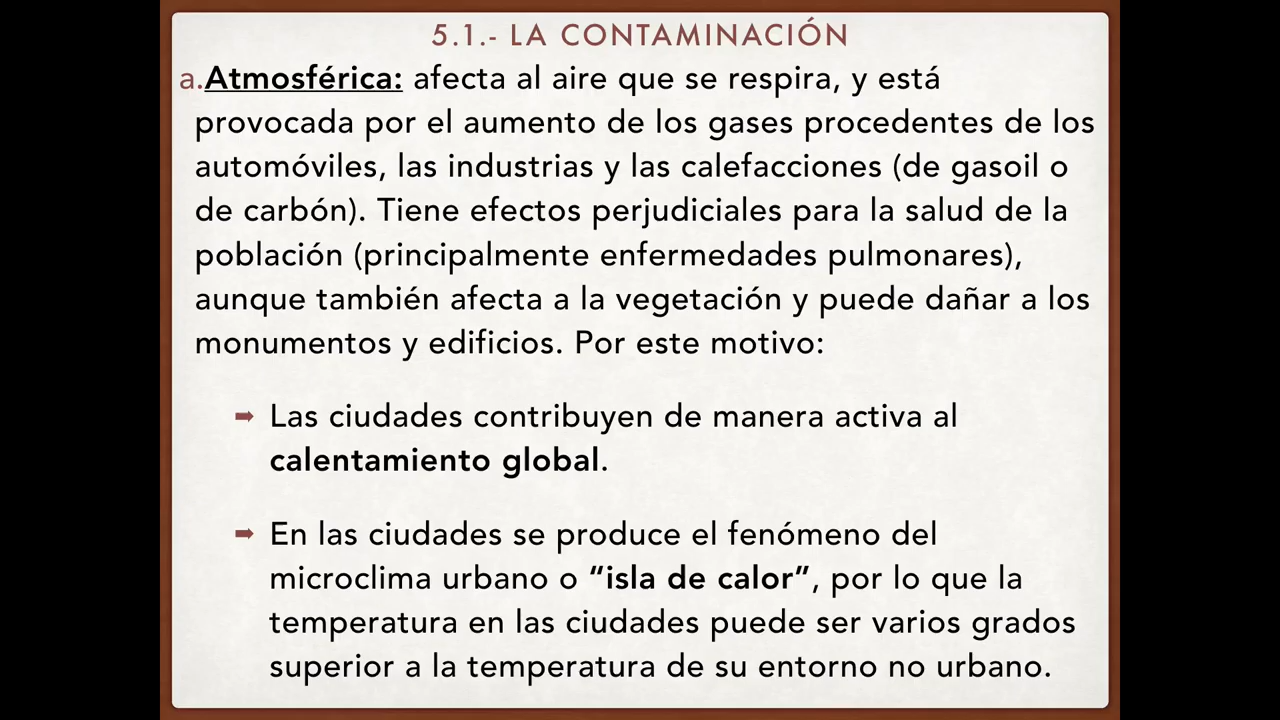 5.1.- LA CONTAMINACIÓN
a.Atmosférica: afecta al aire que se respira, y está
provocada por el aumento de los gases procedentes de los
automóviles, las industrias y las calefacciones (de gasoil o
de carbón). Tiene efectos perjudiciales para la salud de la
población (principalmente enfermedades pulmonares),
aunque también afecta a la vegetación y puede dañar a los
monumentos y edificios. Por este motivo:
➡ Las ciudades contribuyen de manera activa al
calentamiento global.
➡ En las ciudades se produce el fenómeno del
microclima urbano o “isla de calor”, por lo que la
temperatura en las ciudades puede ser varios grados
superior a la temperatura de su entorno no urbano.